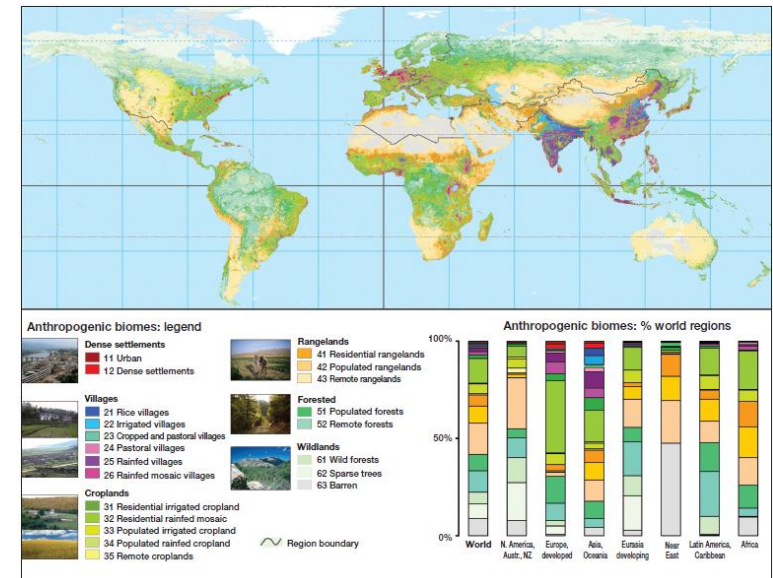 Anthropogenic biomes: legend
Dense settlements
11 Urban
12 Dense settlements
Villages
21 Rice villages
22 Irrigated villages
23 Cropped and pastoral villages
24 Pastoral villages
25 Rainfed villages
26 Rainfed mosaic villages
Croplands
31 Residential irrigated cropland
32 Residential rainfed mosaic
33 Populated irrigated cropland
34 Populated rainfed cropland
35 Remote croplands
Rangelands
41 Residential rangelands
42 Populated rangelands
43 Remote rangelands
Forested
51 Populated forests
52 Remote forests
Wildlands
61 Wild forests
62 Sparse trees
63 Barren
Region boundary
Anthropogenic biomes: % world regions
100%
50%
0%
World
N. America,
Austr., NZ
Europe,
developed
Asia,
Oceania
Eurasia
developing
Near
East
Latin America,
Caribbean
Africa